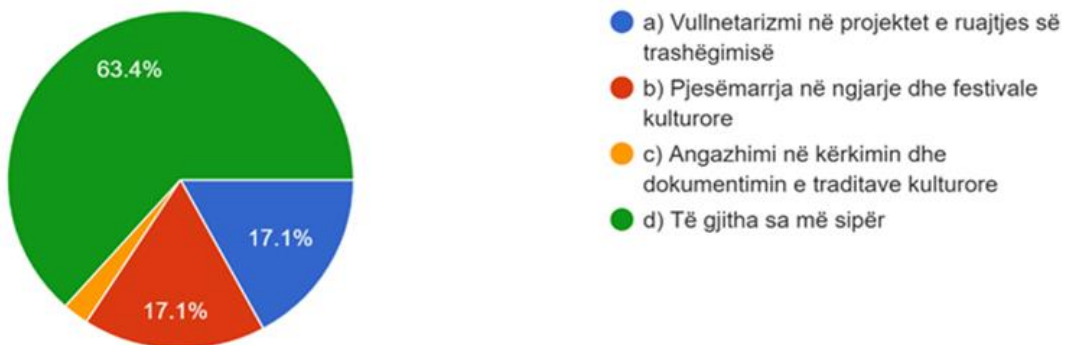 63.4%
17.1%
17.1%
a) Vullnetarizmi në projektet e ruajtjes së
trashëgimisë
b) Pjesëmarrja në ngjarje dhe festivale
kulturore
c) Angazhimi në kërkimin dhe
dokumentimin e traditave kulturore
d) Të gjitha sa më sipër